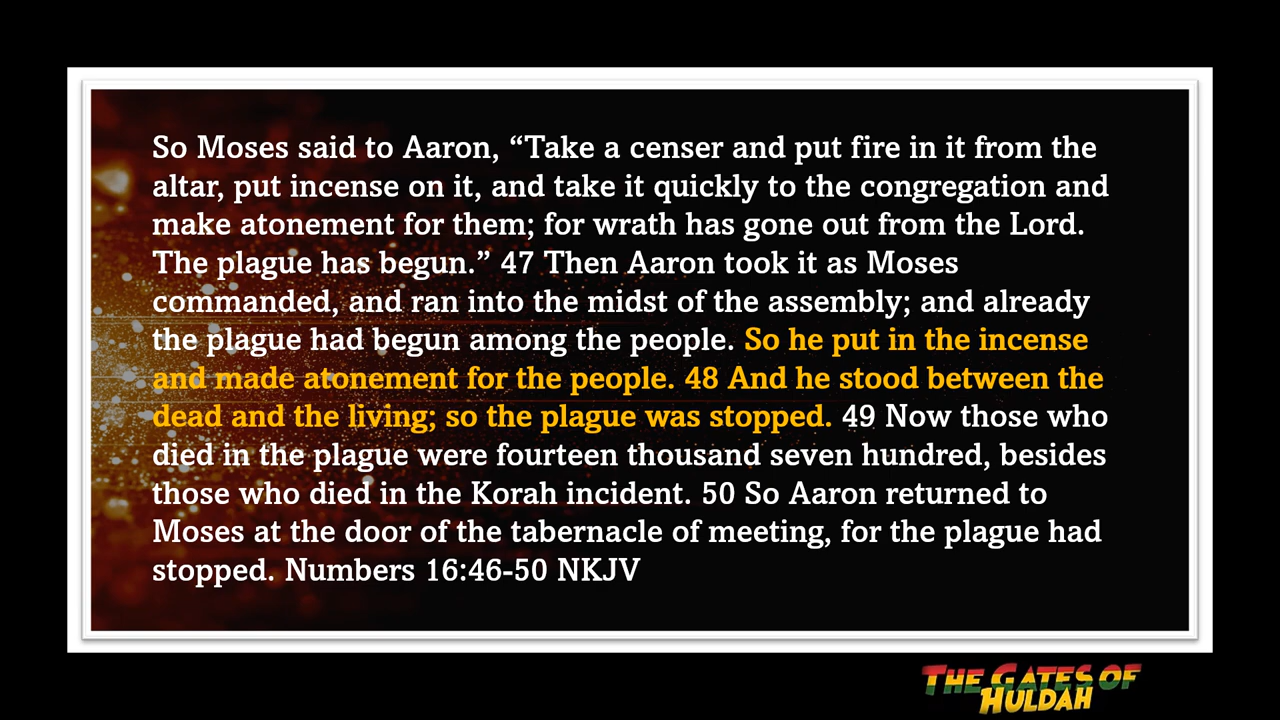 So Moses said to Aaron, “Take a censer and put fire in it from the
altar, put incense on it, and take it quickly to the congregation and
make atonement for them; for wrath has gone out from the Lord.
The plague has begun.” 47 Then Aaron took it as Moses
commanded, and ran into the midst of the assembly; and already
the plague had begun among the people. So he put in the incense
and made atonement for the people. 48 And he stood between the
dead and the living; so the plague was stopped. 49 Now those who
died in the plague were fourteen thousand seven hundred, besides
those who died in the Korah incident. 50 So Aaron returned to
Moses at the door of the tabernacle of meeting, for the plague had
stopped. Numbers 16:46-50 NKJV
THE GATES OF
HULDAH